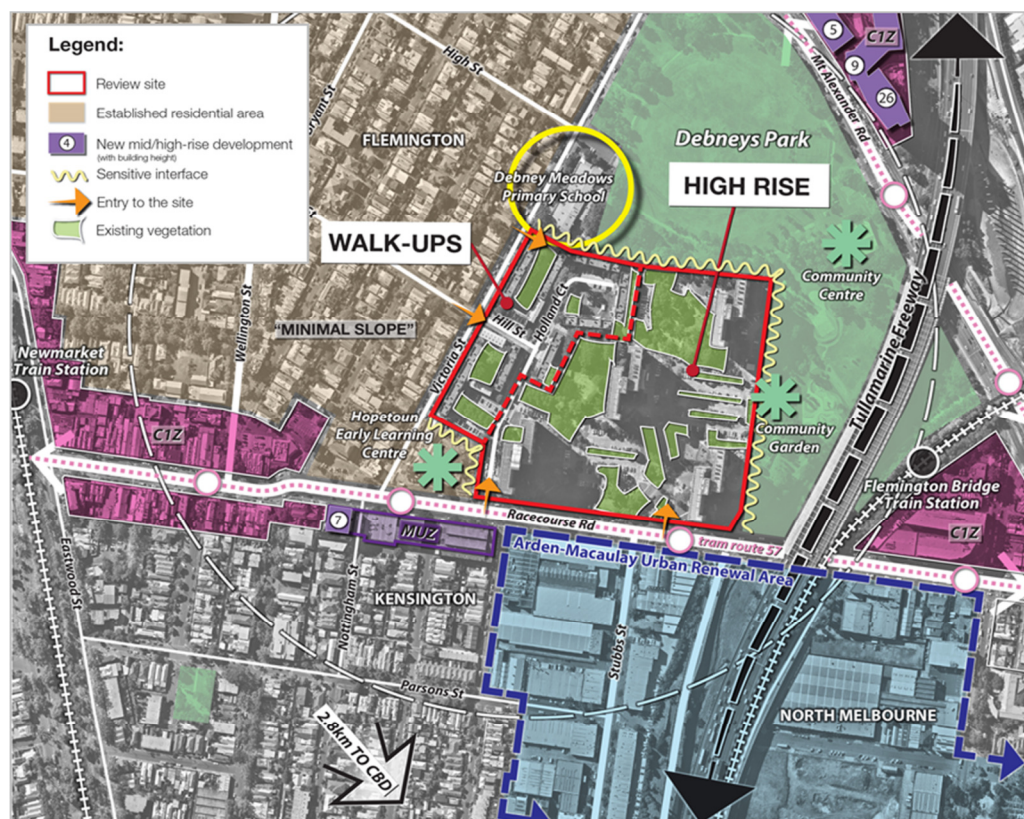 Legend:
Review site
Established residential area
4
New mid/high-rise development
(with building height)
Sensitive interface
Entry to the site
Existing vegetation
High St
Bryant St
FLEMINGTON
Debneys Park
5
C1Z
9
26
Mt Alexander Rd
Debney Meadows
Primary School
HIGH RISE
WALK-UPS
Community
Centre
Wellington St
"MINIMAL SLOPE"
Hill St
Holland Ct
Victoria St
Newmarket
Train Station
Tullamarine Freeway
C1Z
Hopetoun
Early Learning
Centre
Community
Garden
Flemington Bridge
Train Station
C1Z
7
MUZ
Racecourse Rd
tram route 57
Arden-Macaulay Urban Renewal Area
Eastwood St
Nottingham St
KENSINGTON
Stubbs St
Parsons St
NORTH MELBOURNE
2.8km TO CBD